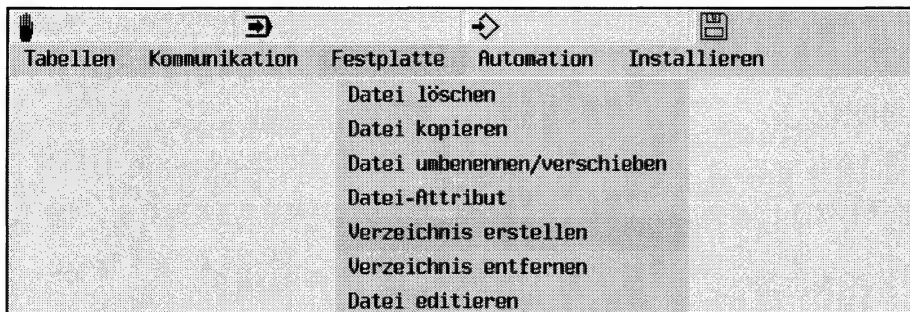 Tabellen Kommunikation Festplatte Automation Installieren
Datei löschen
Datei kopieren
Datei umbenennen/verschieben
Datei-Attribut
Verzeichnis erstellen
Verzeichnis entfernen
Datei editieren